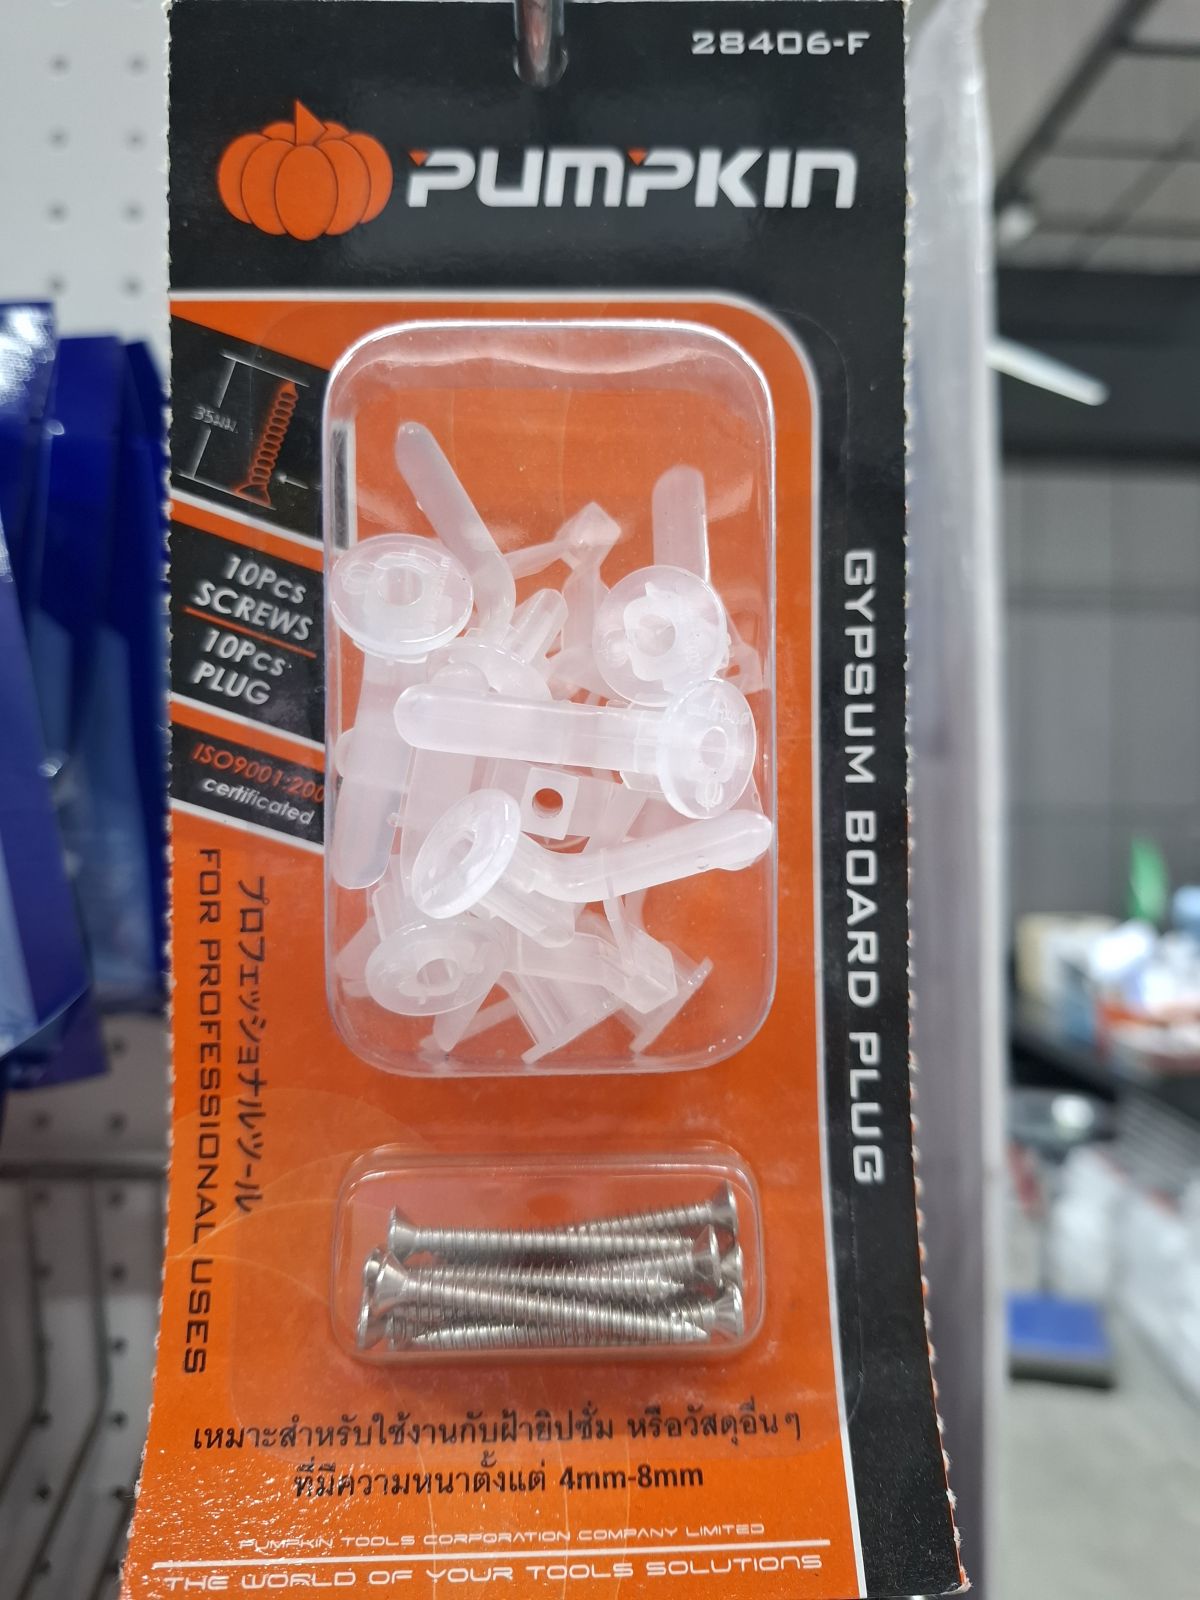 28406-F
PUMPKIN
35มม.
10Pcs
SCREWS
10Pcs
PLUG
ISO9001:200
certificated
GYPSUM BOARD PLUG
プロフェッショナルツール
FOR PROFESSIONAL USES
เหมาะสำหรับใช้งานกับฝ้ายิปซั่ม หรือวัสดุอื่นๆ
ที่มีความหนาตั้งแต่ 4mm-8mm
PUMPKIN TOOLS CORPORATION COMPANY LIMITED
THE WORLD OF YOUR TOOLS SOLUTIONS